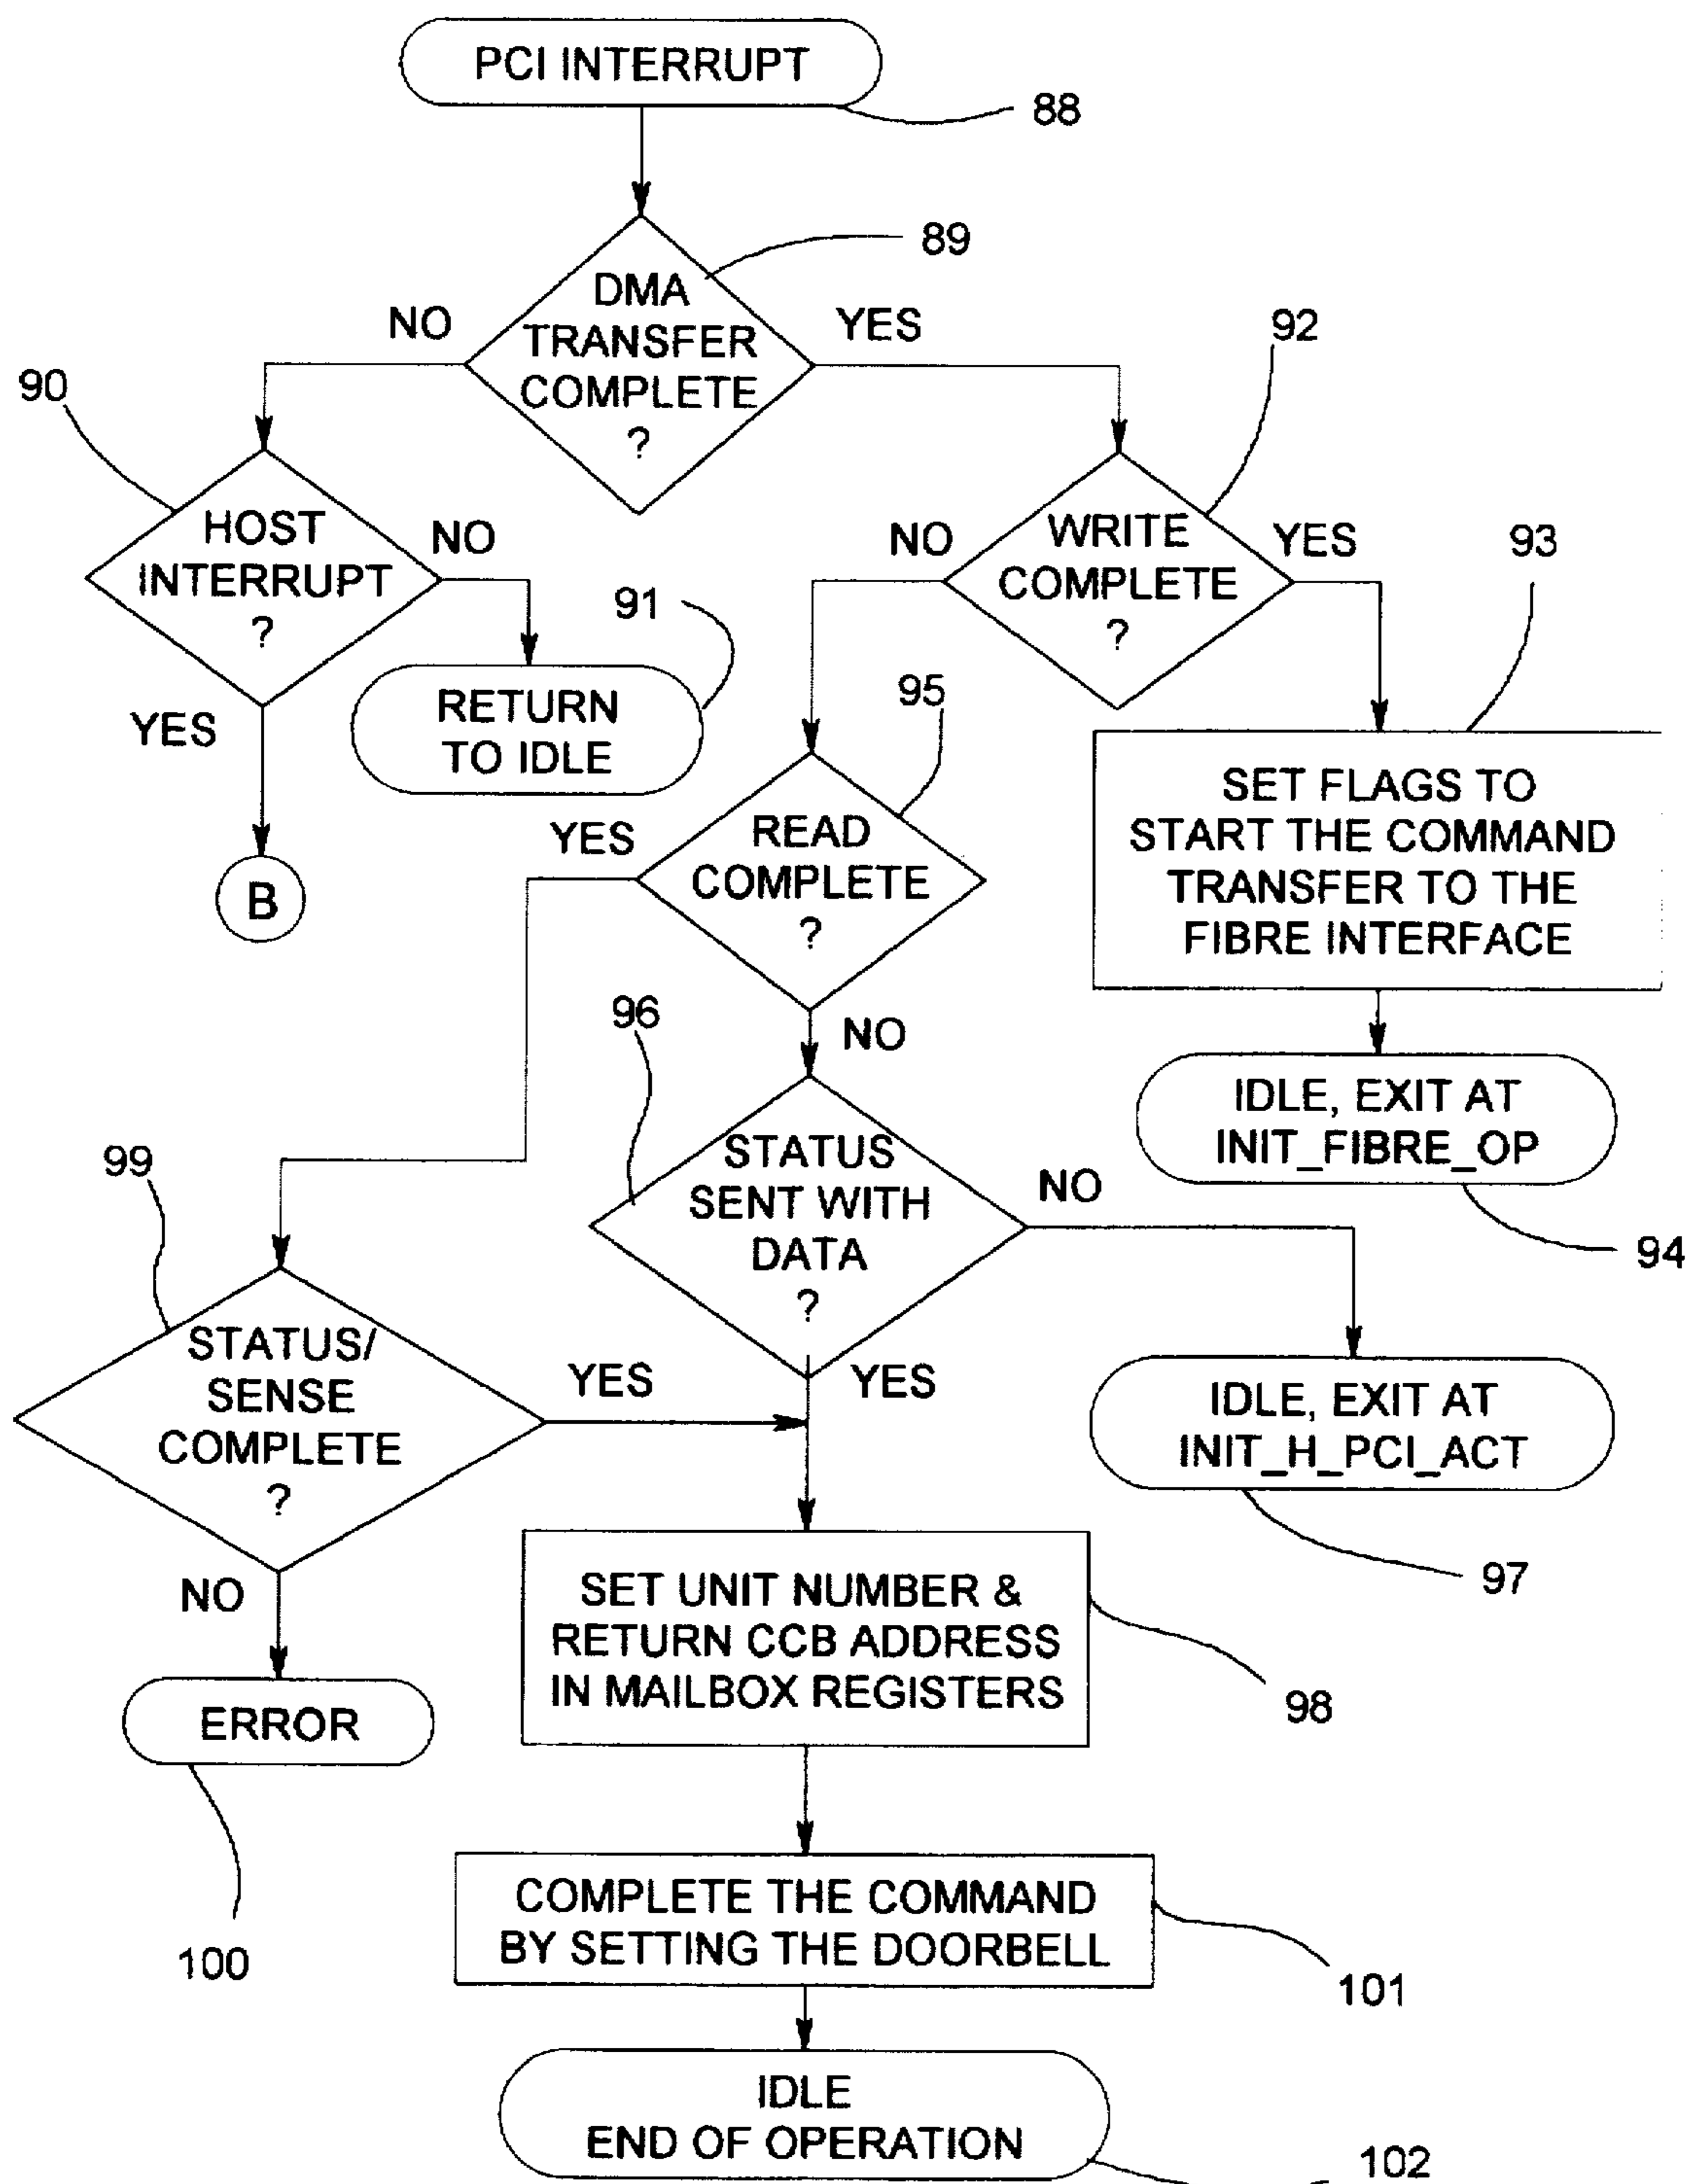 PCI INTERRUPT
88
DMA
TRANSFER
COMPLETE
?
89
NO
YES
90
HOST
INTERRUPT
?
NO
YES
91
RETURN
TO IDLE
B
92
WRITE
COMPLETE
?
NO
YES
93
SET FLAGS TO
START THE COMMAND
TRANSFER TO THE
FIBRE INTERFACE
IDLE, EXIT AT
INIT_FIBRE_OP
94
95
READ
COMPLETE
?
YES
NO
96
STATUS
SENT WITH
DATA
?
NO
YES
IDLE, EXIT AT
INIT_H_PCI_ACT
97
99
STATUS/
SENSE
COMPLETE
?
YES
NO
ERROR
100
SET UNIT NUMBER &
RETURN CCB ADDRESS
IN MAILBOX REGISTERS
98
COMPLETE THE COMMAND
BY SETTING THE DOORBELL
101
IDLE
END OF OPERATION
102